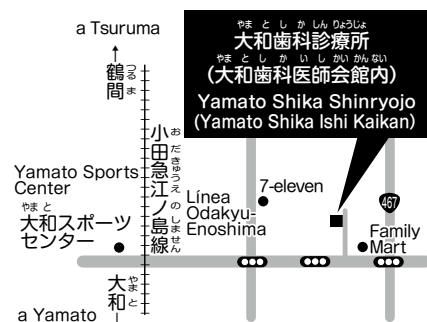 a Tsuruma
つるま
鶴間
やまとしかしんりょうじょ
大和歯科診療所
やまとしかいしかいかんない
(大和歯科医師会館内)
Yamato Shika Shinryojo
(Yamato Shika Ishi Kaikan)
おだきゅうえのしません
小田急江ノ島線
Yamato Sports
Center
やまと
大和スポーツ
センター
Línea
Odakyu-
Enoshima
7-eleven
467
Family
Mart
やまと
大和
a Yamato